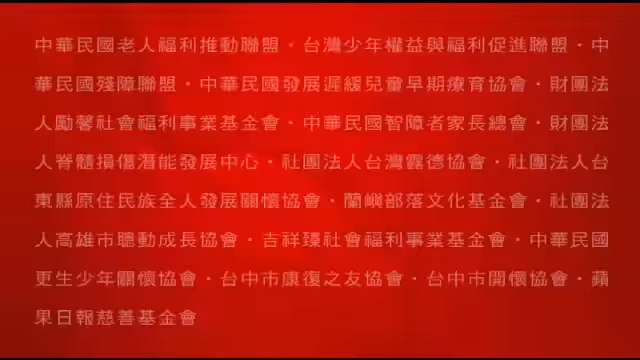 中華民國老人福利推動聯盟・台灣少年權益與福利促進聯盟・中
華民國殘障聯盟・中華民國發展遲緩兒童早期療育協會・財團法
人勵馨社會福利事業基金會・中華民國智障者家長總會・財團法
人脊髓損傷潛能發展中心・社團法人台灣露德協會・社團法人台
東縣原住民族全人發展關懷協會・蘭嶼部落文化基金會・社團法
人高雄市聰動成長協會・吉祥臻社會福利事業基金會・中華民國
更生少年關懷協會・台中市康復之友協會・台中市開懷協會・蘋
果日報慈善基金會